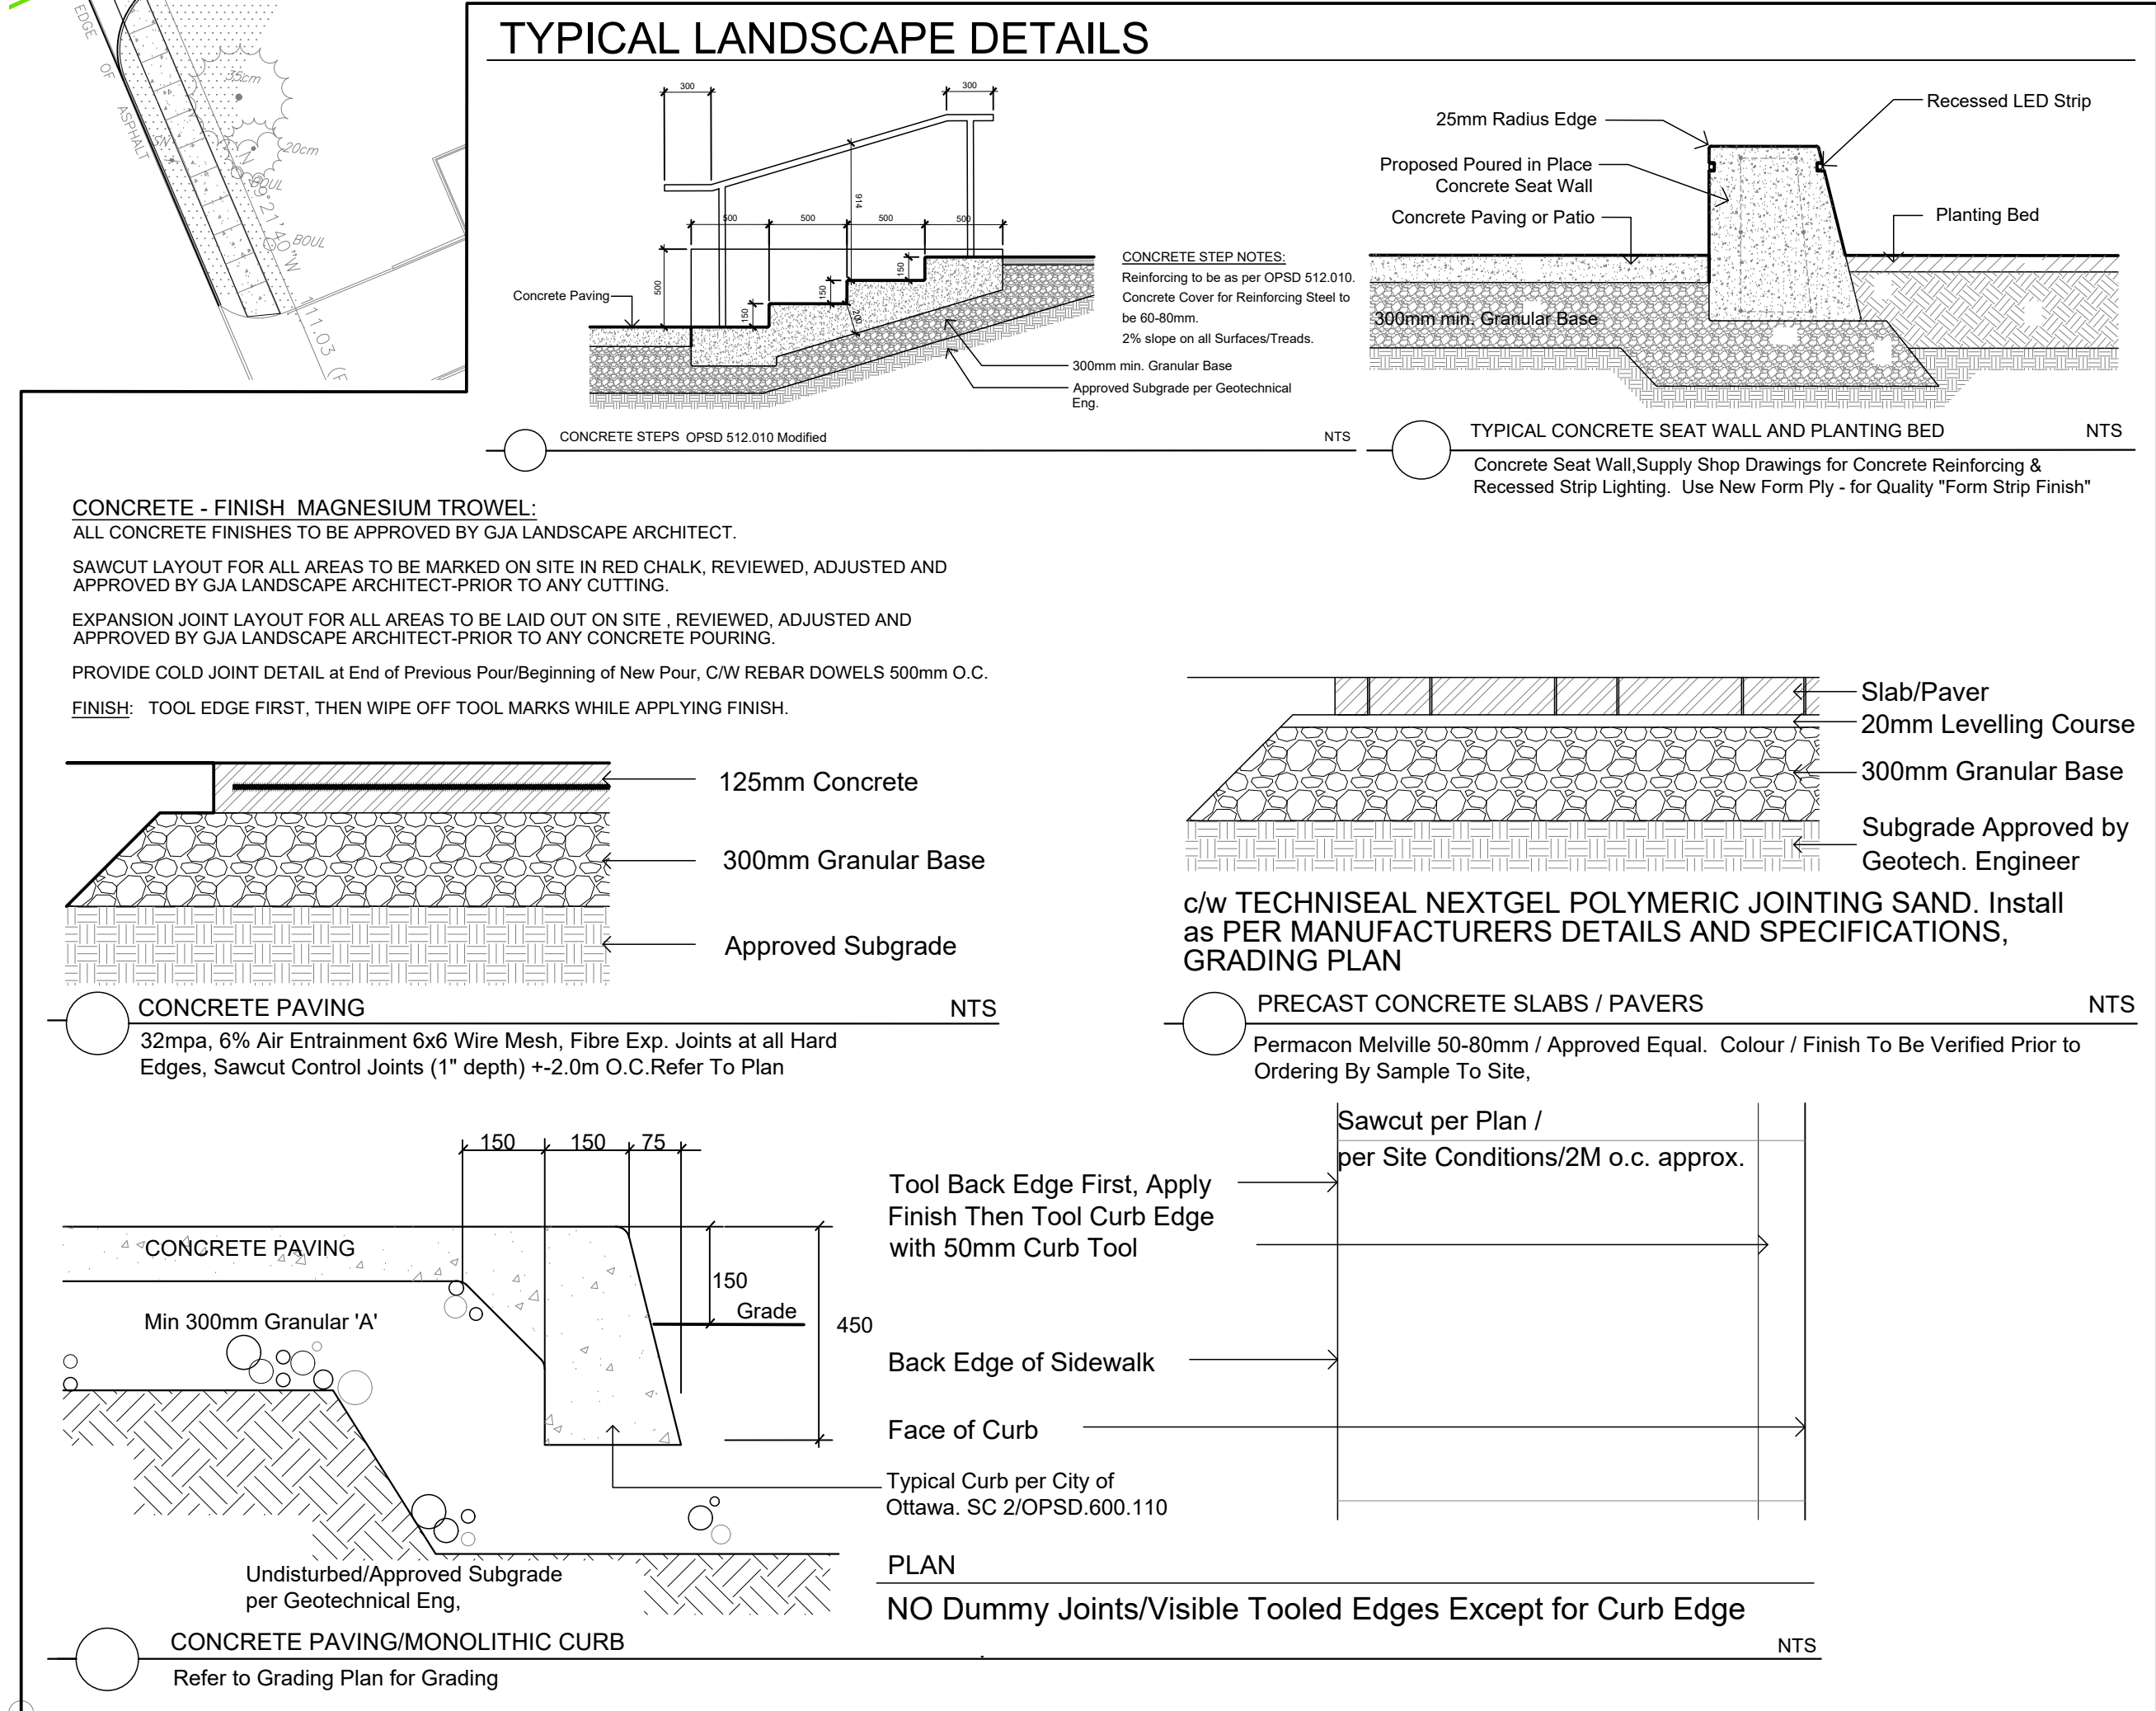 EDGE
OF
ASPHALT
35cm
20cm
BOUL
BOUL
11.03
TYPICAL LANDSCAPE DETAILS
300
300
914
500
500
500
500
500
150
150
150
200
Concrete Paving
CONCRETE STEP NOTES:
Reinforcing to be as per OPSD 512.010.
Concrete Cover for Reinforcing Steel to
be 60-80mm.
2% slope on all Surfaces/Treads.
300mm min. Granular Base
Approved Subgrade per Geotechnical
Eng.
CONCRETE STEPS OPSD 512.010 Modified
NTS
25mm Radius Edge
Recessed LED Strip
Proposed Poured in Place
Concrete Seat Wall
Concrete Paving or Patio
Planting Bed
300mm min. Granular Base
TYPICAL CONCRETE SEAT WALL AND PLANTING BED
NTS
Concrete Seat Wall,Supply Shop Drawings for Concrete Reinforcing &
Recessed Strip Lighting. Use New Form Ply - for Quality "Form Strip Finish"
CONCRETE - FINISH MAGNESIUM TROWEL:
ALL CONCRETE FINISHES TO BE APPROVED BY GJA LANDSCAPE ARCHITECT.
SAWCUT LAYOUT FOR ALL AREAS TO BE MARKED ON SITE IN RED CHALK, REVIEWED, ADJUSTED AND
APPROVED BY GJA LANDSCAPE ARCHITECT-PRIOR TO ANY CUTTING.
EXPANSION JOINT LAYOUT FOR ALL AREAS TO BE LAID OUT ON SITE , REVIEWED, ADJUSTED AND
APPROVED BY GJA LANDSCAPE ARCHITECT-PRIOR TO ANY CONCRETE POURING.
PROVIDE COLD JOINT DETAIL at End of Previous Pour/Beginning of New Pour, C/W REBAR DOWELS 500mm O.C.
FINISH: TOOL EDGE FIRST, THEN WIPE OFF TOOL MARKS WHILE APPLYING FINISH.
125mm Concrete
300mm Granular Base
Approved Subgrade
CONCRETE PAVING
NTS
32mpa, 6% Air Entrainment 6x6 Wire Mesh, Fibre Exp. Joints at all Hard
Edges, Sawcut Control Joints (1" depth) +-2.0m O.C.Refer To Plan
Slab/Paver
20mm Levelling Course
300mm Granular Base
Subgrade Approved by
Geotech. Engineer
c/w TECHNISEAL NEXTGEL POLYMERIC JOINTING SAND. Install
as PER MANUFACTURERS DETAILS AND SPECIFICATIONS,
GRADING PLAN
PRECAST CONCRETE SLABS / PAVERS
NTS
Permacon Melville 50-80mm / Approved Equal. Colour / Finish To Be Verified Prior to
Ordering By Sample To Site,
150
150
75
CONCRETE PAVING
150
Grade
450
Min 300mm Granular 'A'
Typical Curb per City of
Ottawa. SC 2/OPSD.600.110
Undisturbed/Approved Subgrade
per Geotechnical Eng,
CONCRETE PAVING/MONOLITHIC CURB
Refer to Grading Plan for Grading
Sawcut per Plan /
per Site Conditions/2M o.c. approx.
Tool Back Edge First, Apply
Finish Then Tool Curb Edge
with 50mm Curb Tool
Back Edge of Sidewalk
Face of Curb
PLAN
NO Dummy Joints/Visible Tooled Edges Except for Curb Edge
NTS